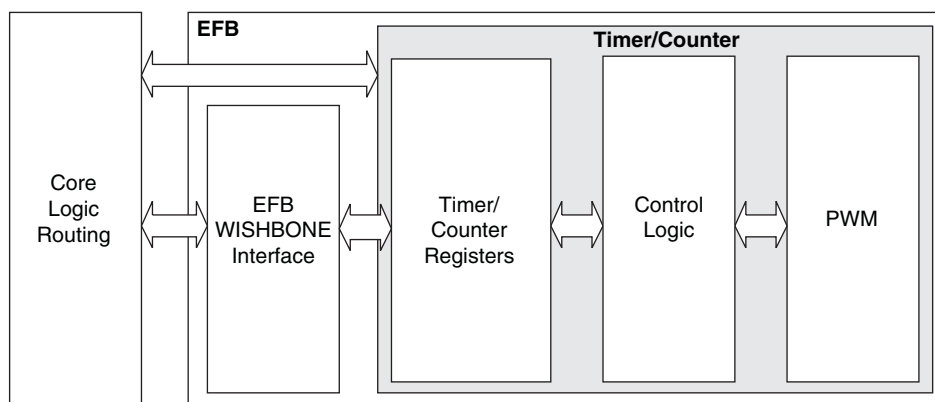 EFB
Timer/Counter
Core
Logic
Routing
EFB
WISHBONE
Interface
Timer/
Counter
Registers
Control
Logic
PWM